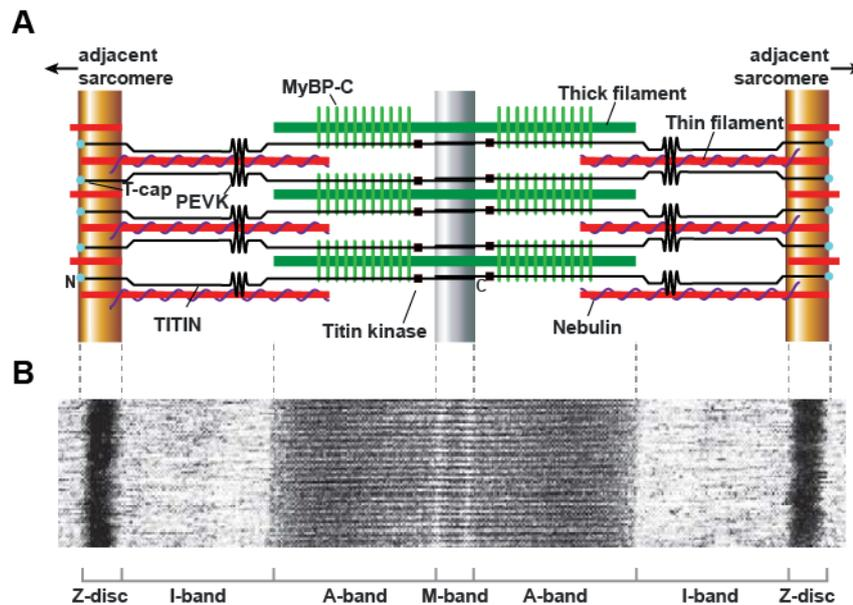 A
adjacent
sarcomere
adjacent
sarcomere
MyBP-C
Thick filament
Thin filament
T-cap
PEVK
N
C
TITIN
Titin kinase
Nebulin
B
Z-disc I-band A-band M-band A-band I-band Z-disc